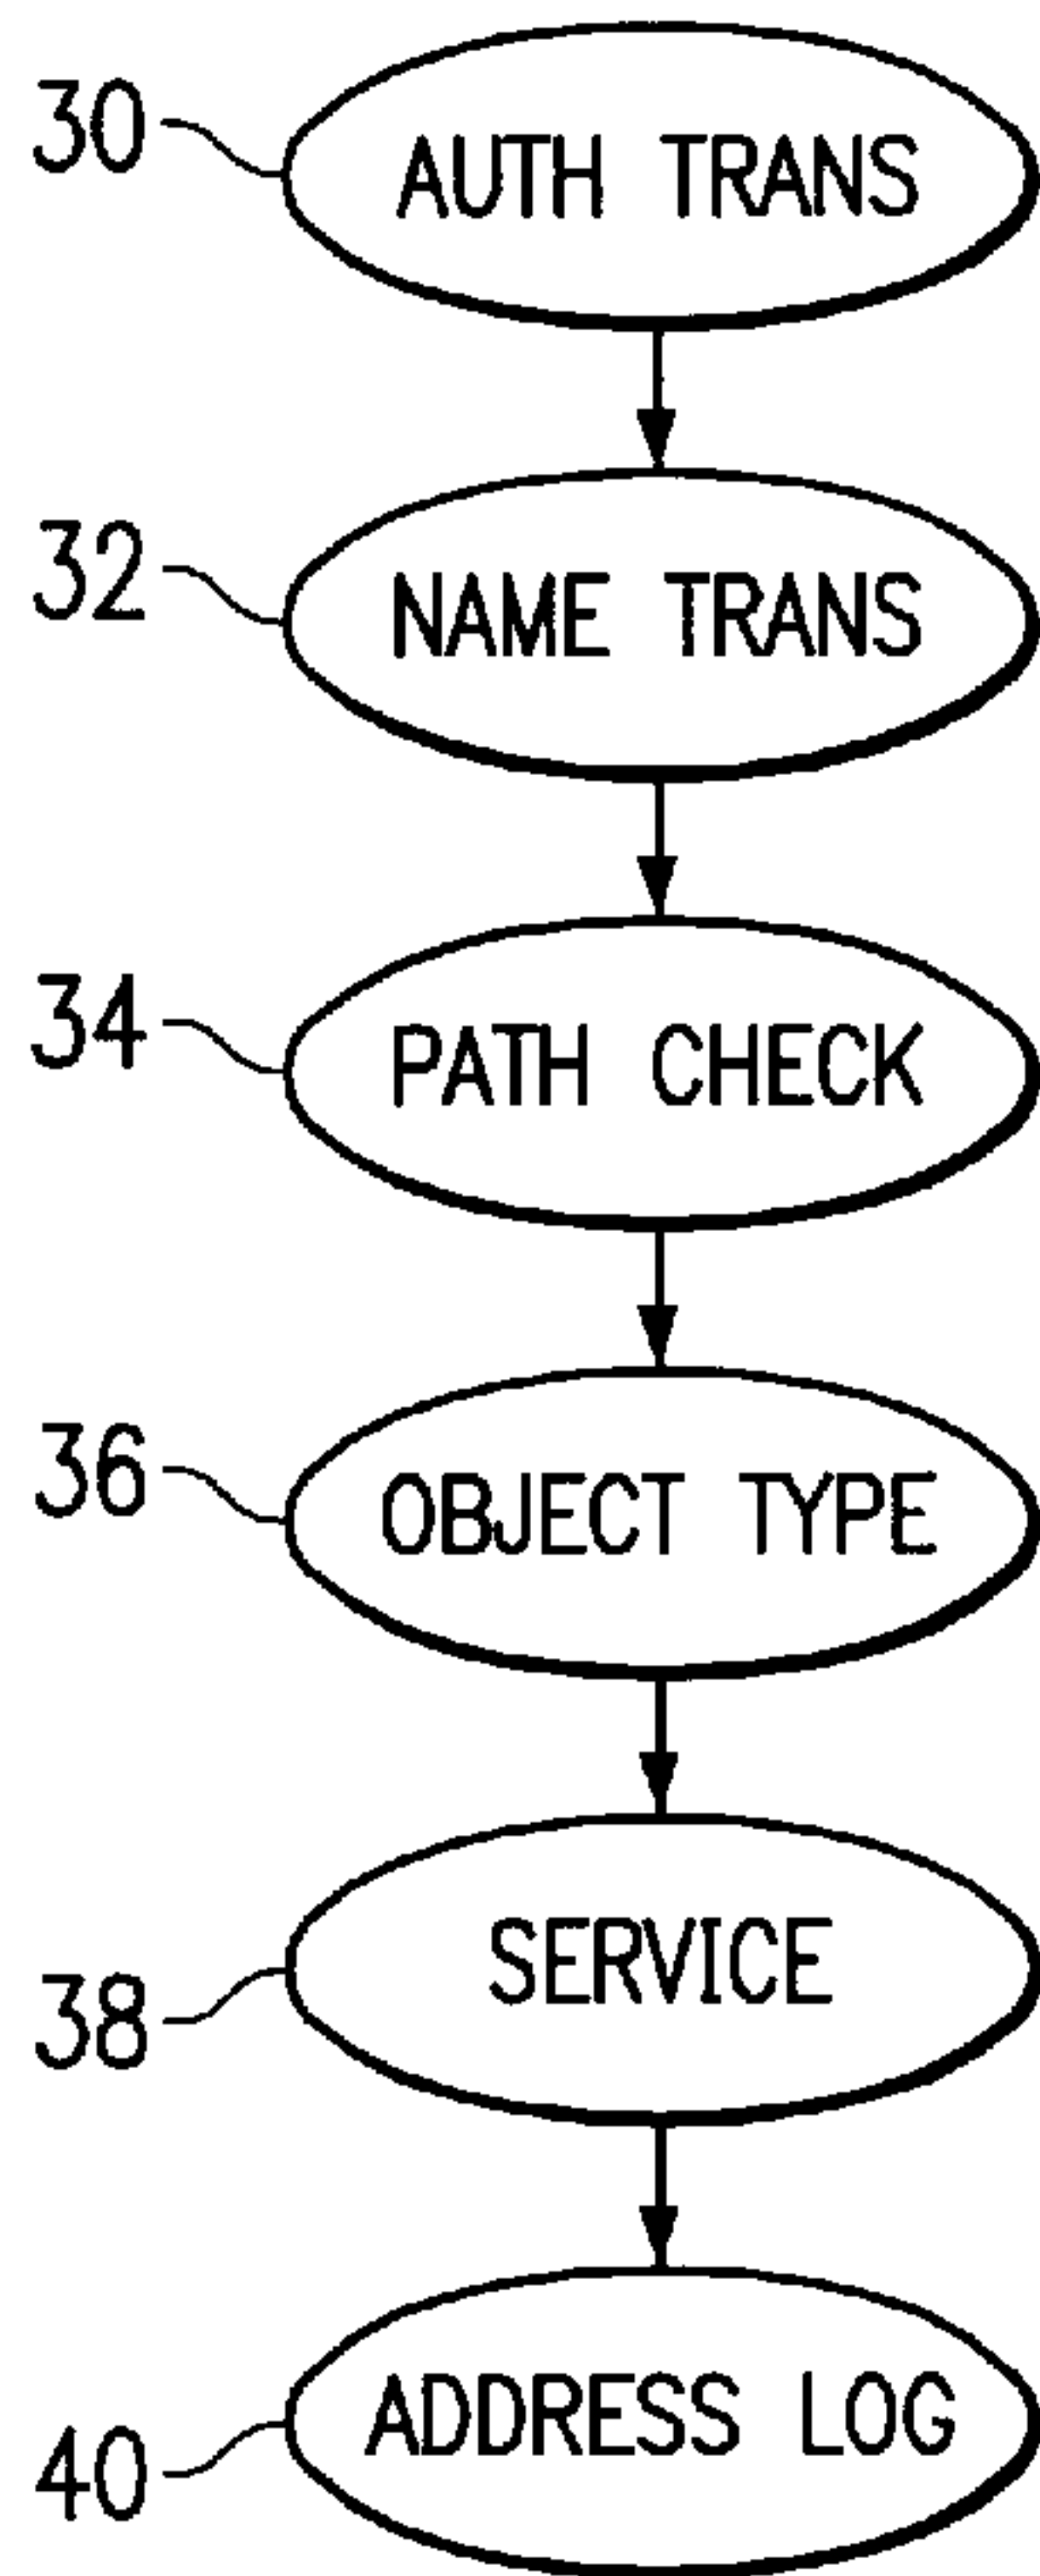 30 AUTH TRANS
32 NAME TRANS
34 PATH CHECK
36 OBJECT TYPE
SERVICE
38
ADDRESS LOG
40